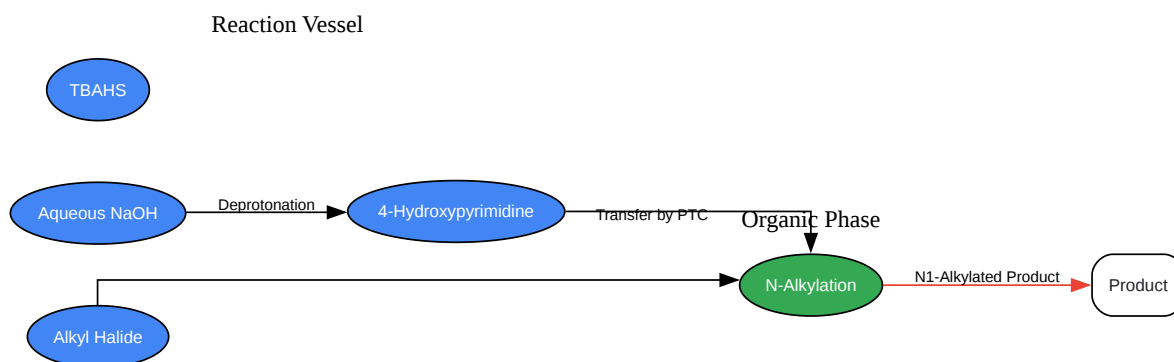 Reaction Vessel
TBAHS
Aqueous NaOH
Deprotonation
4-Hydroxypyrimidine
Transfer by PTC
Organic Phase
Alkyl Halide
N-Alkylation
N1-Alkylated Product
Product